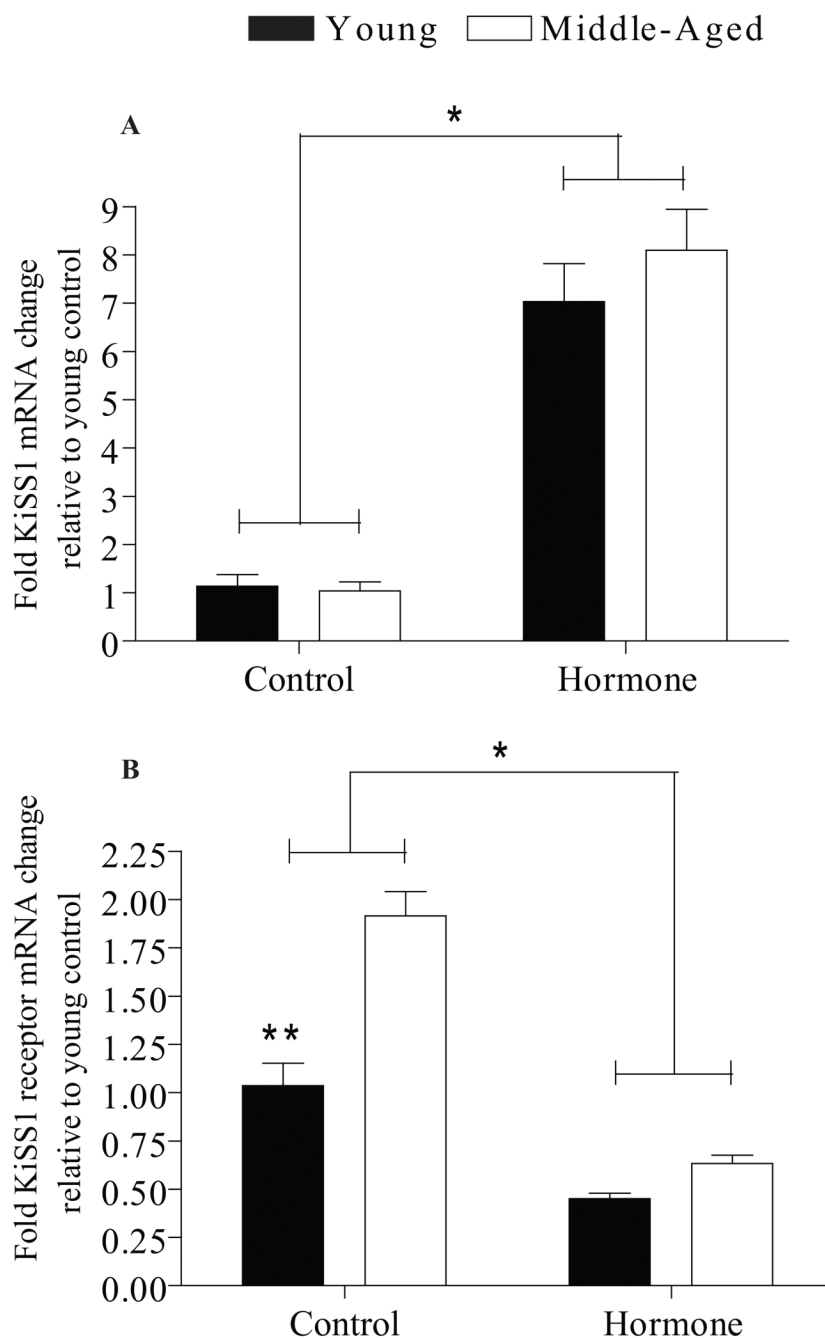 Young Middle-Aged
A
*
Fold KiSS1 mRNA change
relative to young control
9
8
7
6
5
4
3
2
1
0
Control Hormone
B
*
Fold KiSS1 receptor mRNA change
relative to young control
2.25
2.00
1.75
1.50
1.25
1.00
0.75
0.50
0.25
0.00
**
Control Hormone